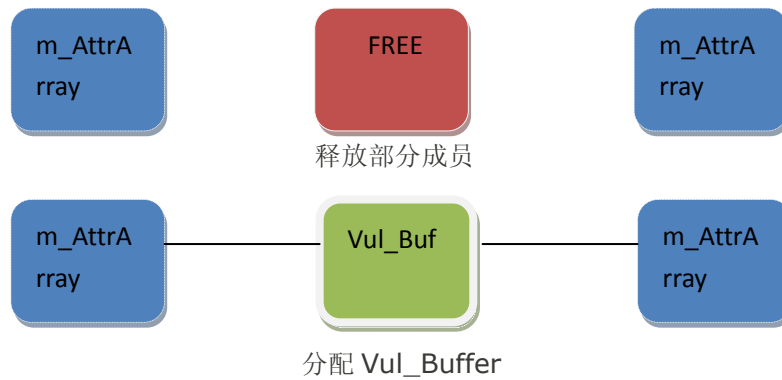 m_AttrA
rray
FREE
m_AttrA
rray
释放部分成员
m_AttrA
rray
Vul_Buf
m_AttrA
rray
分配 Vul_Buffer